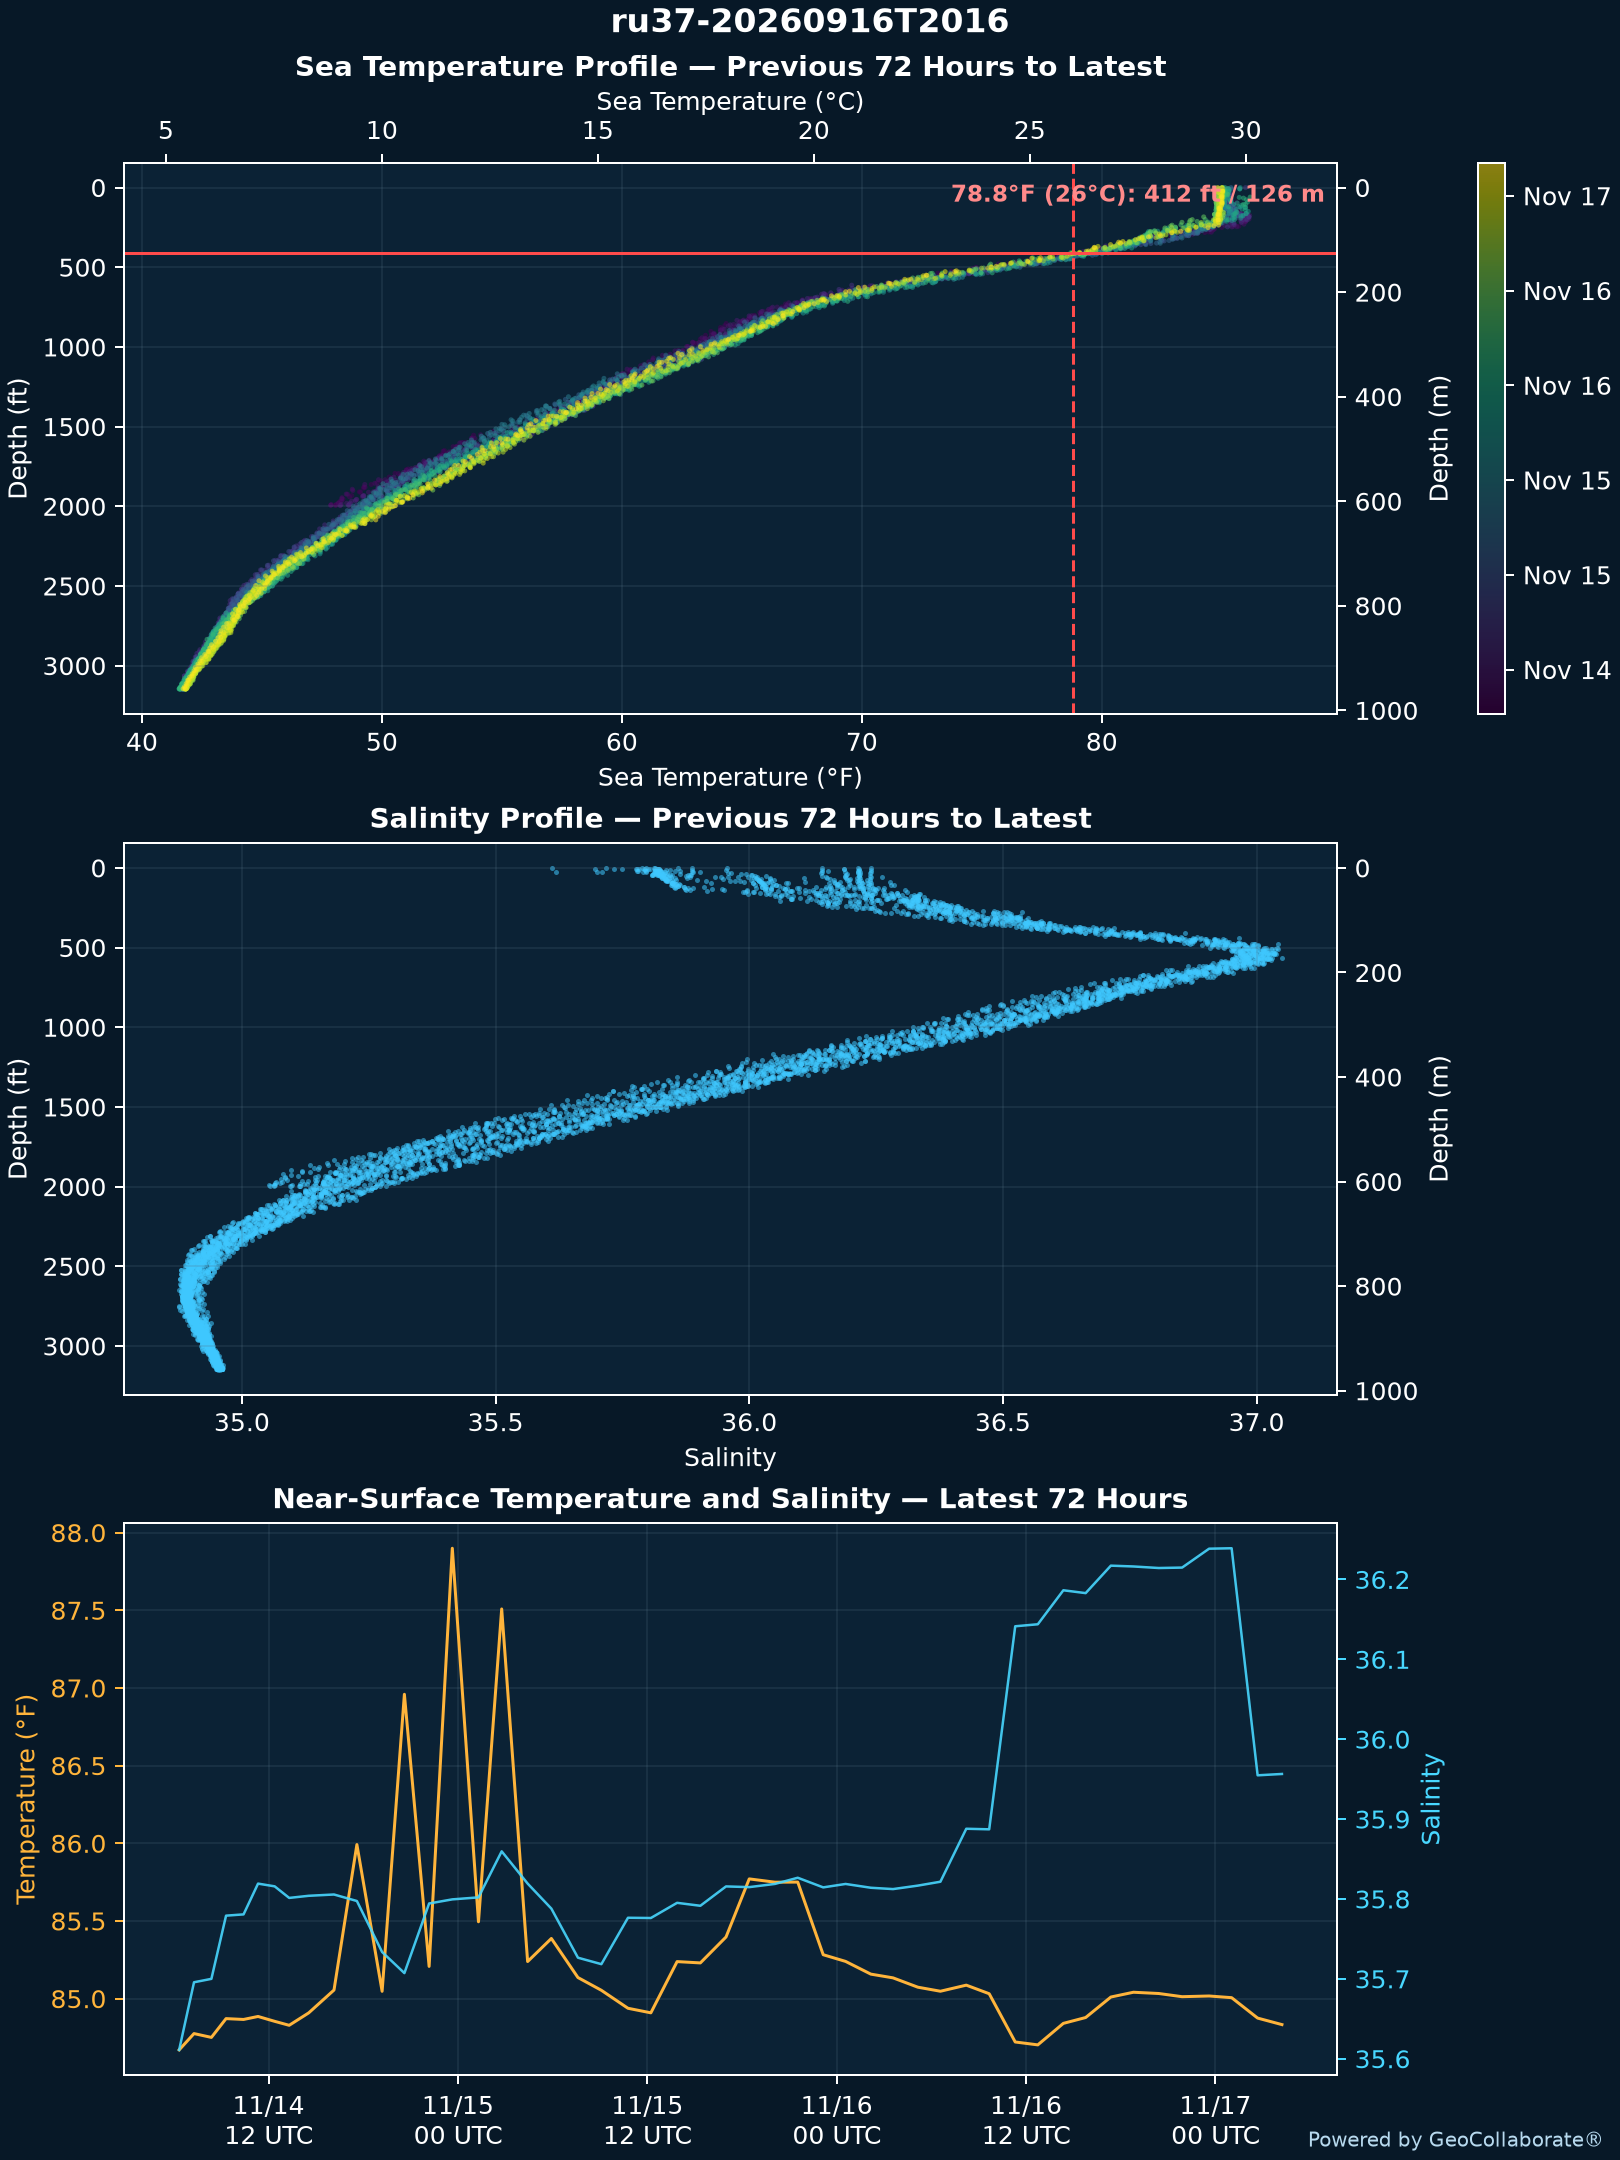 ru37-20260916T2016
Sea Temperature Profile — Previous 72 Hours to Latest
Sea Temperature (°C)
5 10 15 20 25 30
78.8°F (26°C): 412 ft / 126 m
0
500
1000
1500
2000
2500
3000
Depth (ft)
0
200
400
600
800
1000
Depth (m)
Nov 17
Nov 16
Nov 16
Nov 15
Nov 15
Nov 14
40 50 60 70 80
Sea Temperature (°F)
Salinity Profile — Previous 72 Hours to Latest
0
500
1000
1500
2000
2500
3000
Depth (ft)
0
200
400
600
800
1000
Depth (m)
35.0 35.5 36.0 36.5 37.0
Salinity
Near-Surface Temperature and Salinity — Latest 72 Hours
88.0
87.5
87.0
86.5
86.0
85.5
85.0
Temperature (°F)
36.2
36.1
36.0
35.9
35.8
35.7
35.6
Salinity
11/14 11/15 11/15 11/16 11/16 11/17
12 UTC 00 UTC 12 UTC 00 UTC 12 UTC 00 UTC
Powered by GeoCollaborate®